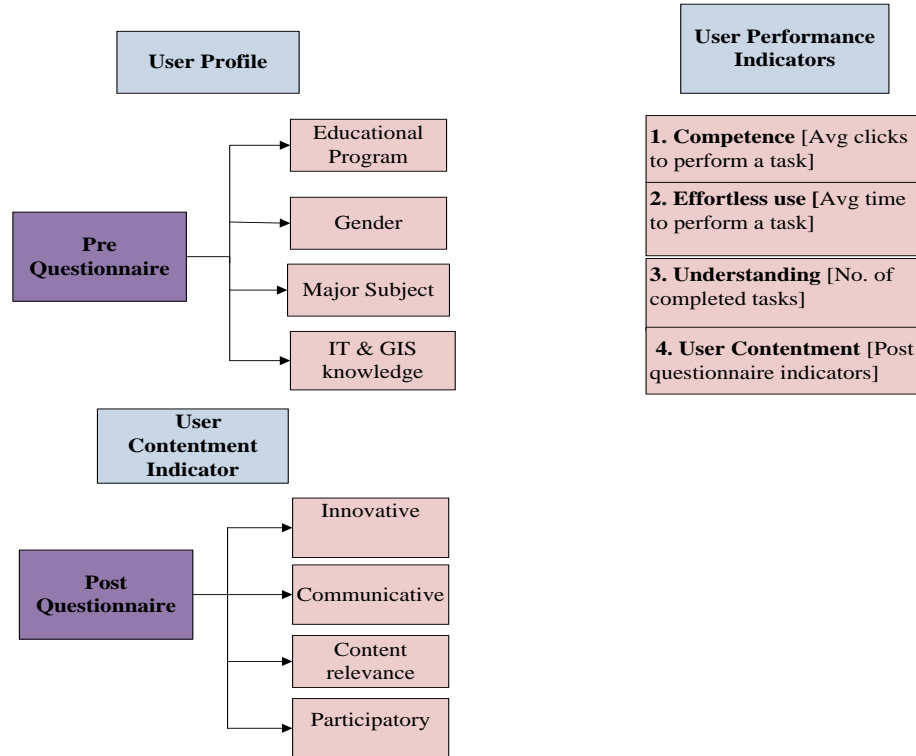 User Profile
Pre
Questionnaire
Educational
Program
Gender
Major Subject
IT & GIS
knowledge
User
Contentment
Indicator
Post
Questionnaire
Innovative
Communicative
Content
relevance
Participatory
User Performance
Indicators
1. Competence [Avg clicks
to perform a task]
2. Effortless use [Avg time
to perform a task]
3. Understanding [No. of
completed tasks]
4. User Contentment [Post
questionnaire indicators]